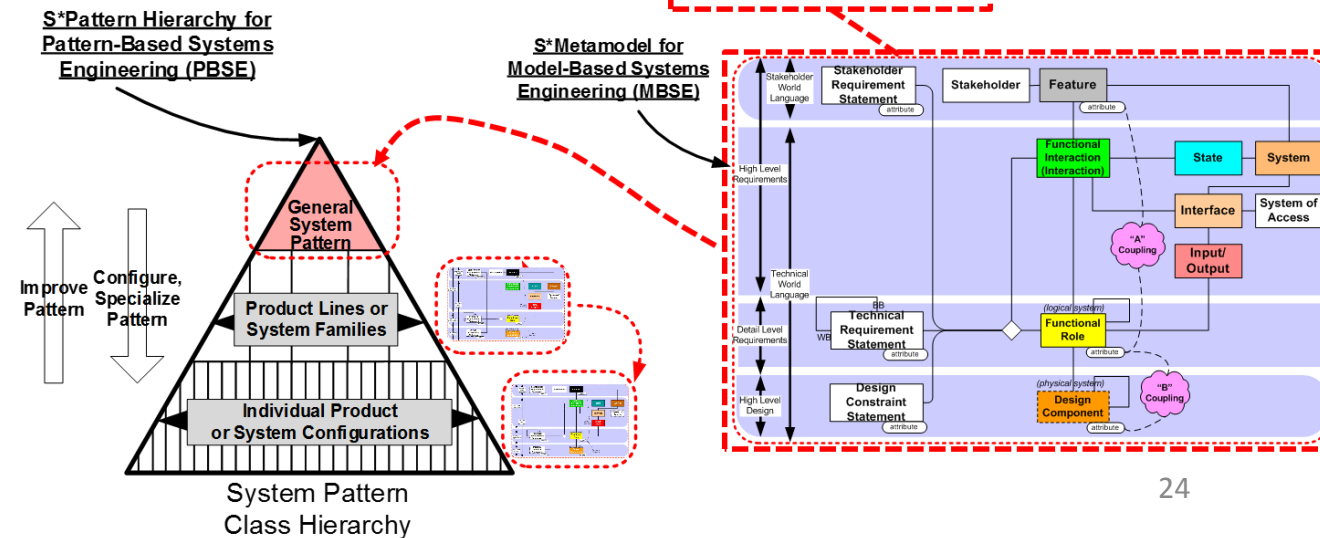 S*Pattern Hierarchy for
Pattern-Based Systems
Engineering (PBSE)
General
System
Pattern
Improve
Pattern
Configure,
Specialize
Pattern
Product Lines or
System Families
Individual Product
or System Configurations
System Pattern
Class Hierarchy
S*Metamodel for
Model-Based Systems
Engineering (MBSE)
Stakeholder
World
Language
High Level
Requirements
Technical
World
Language
Detail Level
Requirements
High Level
Design
Stakeholder
Requirement
Statement
attribute
Stakeholder
Feature
attribute
Functional
Interaction
(Interaction)
State
System
Interface
System of
Access
"A"
Coupling
Input/
Output
BB
WB
Technical
Requirement
Statement
attribute
(logical system)
Functional
Role
attribute
Design
Constraint
Statement
attribute
(physical system)
Design
Component
attribute
"B"
Coupling
24